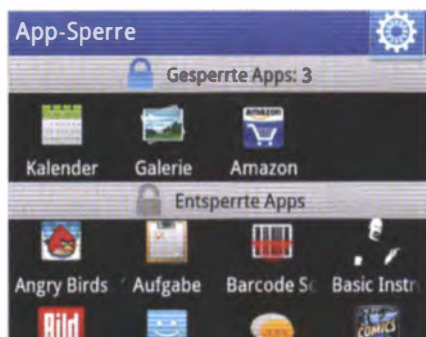 App-Sperre
Gesperrte Apps: 3
amazon
Kalender Galerie Amazon
Entsperrte Apps
Angry Birds Aufgabe Barcode Sc Basic Instr
Bild COMICS